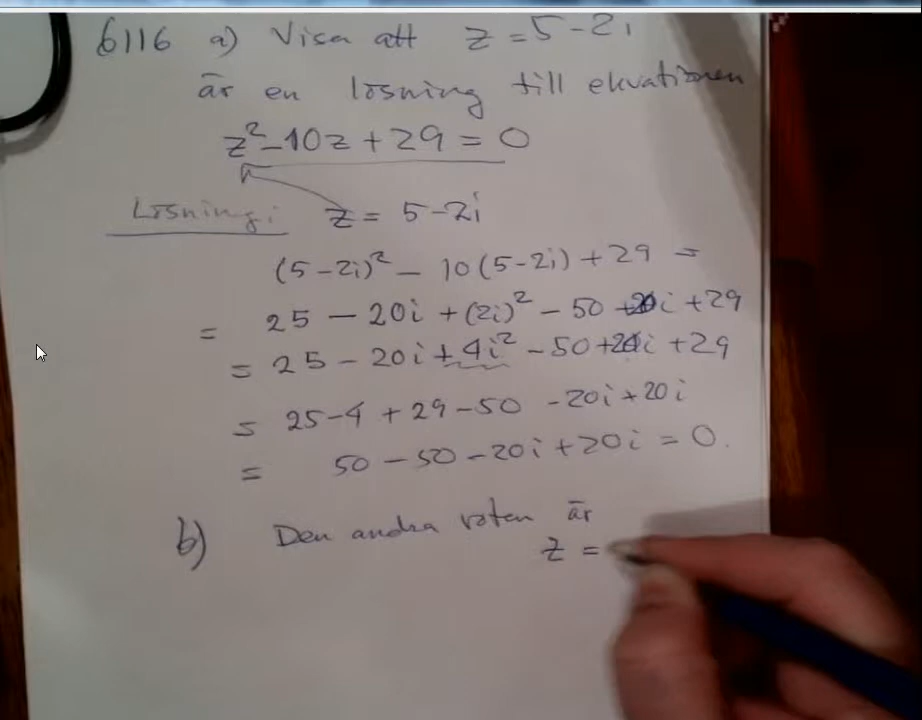 6116 a) Visa att z = 5 - 2i
är en lösning till ekvationen
z² - 10z + 29 = 0
Lösning: z = 5 - 2i
(5 - 2i)² - 10(5 - 2i) + 29 =
= 25 - 20i + (2i)² - 50 + 20i + 29
= 25 - 20i + 4i² - 50 + 20i + 29
= 25 - 4 + 29 - 50 - 20i + 20i
= 50 - 50 - 20i + 20i = 0.
b) Den andra roten är
z =